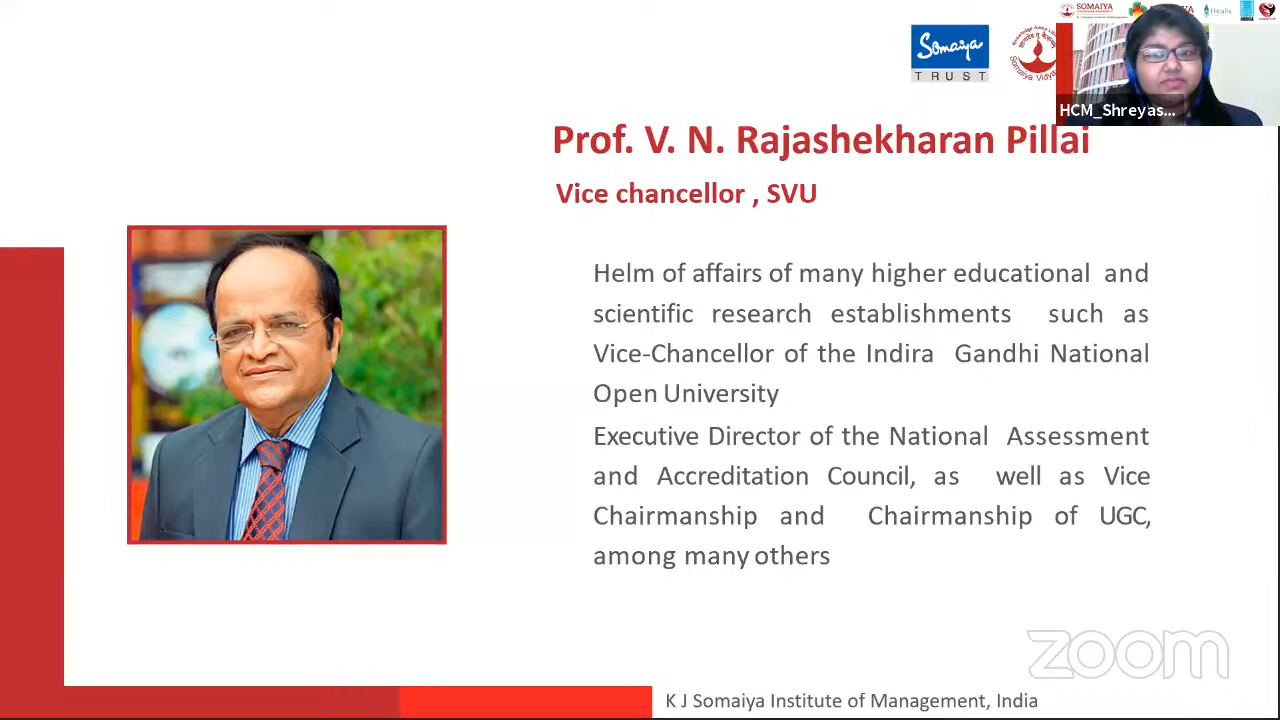 SOMAIYA
Healis
Somaiya
TRUST
HCM_Shreyas...
Prof. V. N. Rajashekharan Pillai
Vice chancellor , SVU
Helm of affairs of many higher educational and
scientific research establishments such as
Vice-Chancellor of the Indira Gandhi National
Open University
Executive Director of the National Assessment
and Accreditation Council, as well as Vice
Chairmanship and Chairmanship of UGC,
among many others
zoom
K J Somaiya Institute of Management, India